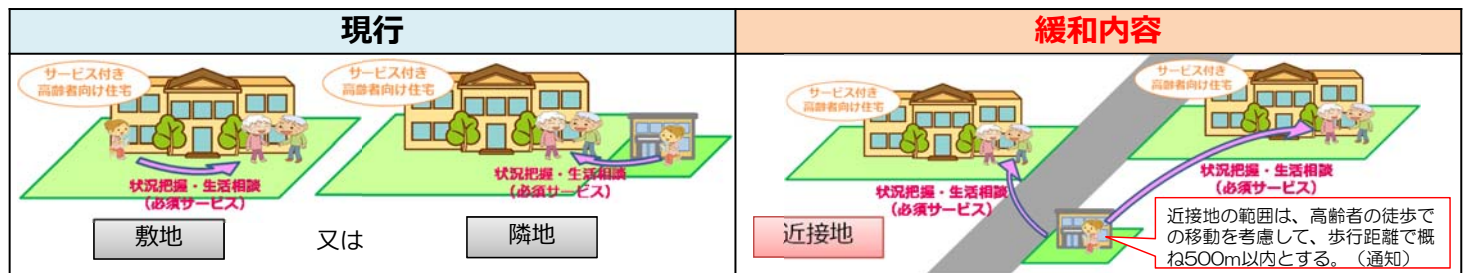 現行
緩和内容
サービス付き
高齢者向け住宅
状況把握・生活相談
(必須サービス)
敷地
又は
サービス付き
高齢者向け住宅
状況把握・生活相談
(必須サービス)
隣地
サービス付き
高齢者向け住宅
状況把握・生活相談
(必須サービス)
サービス付き
高齢者向け住宅
状況把握・生活相談
(必須サービス)
近接地
近接地の範囲は、高齢者の徒歩で
の移動を考慮して、歩行距離で概
ね500m以内とする。（通知）